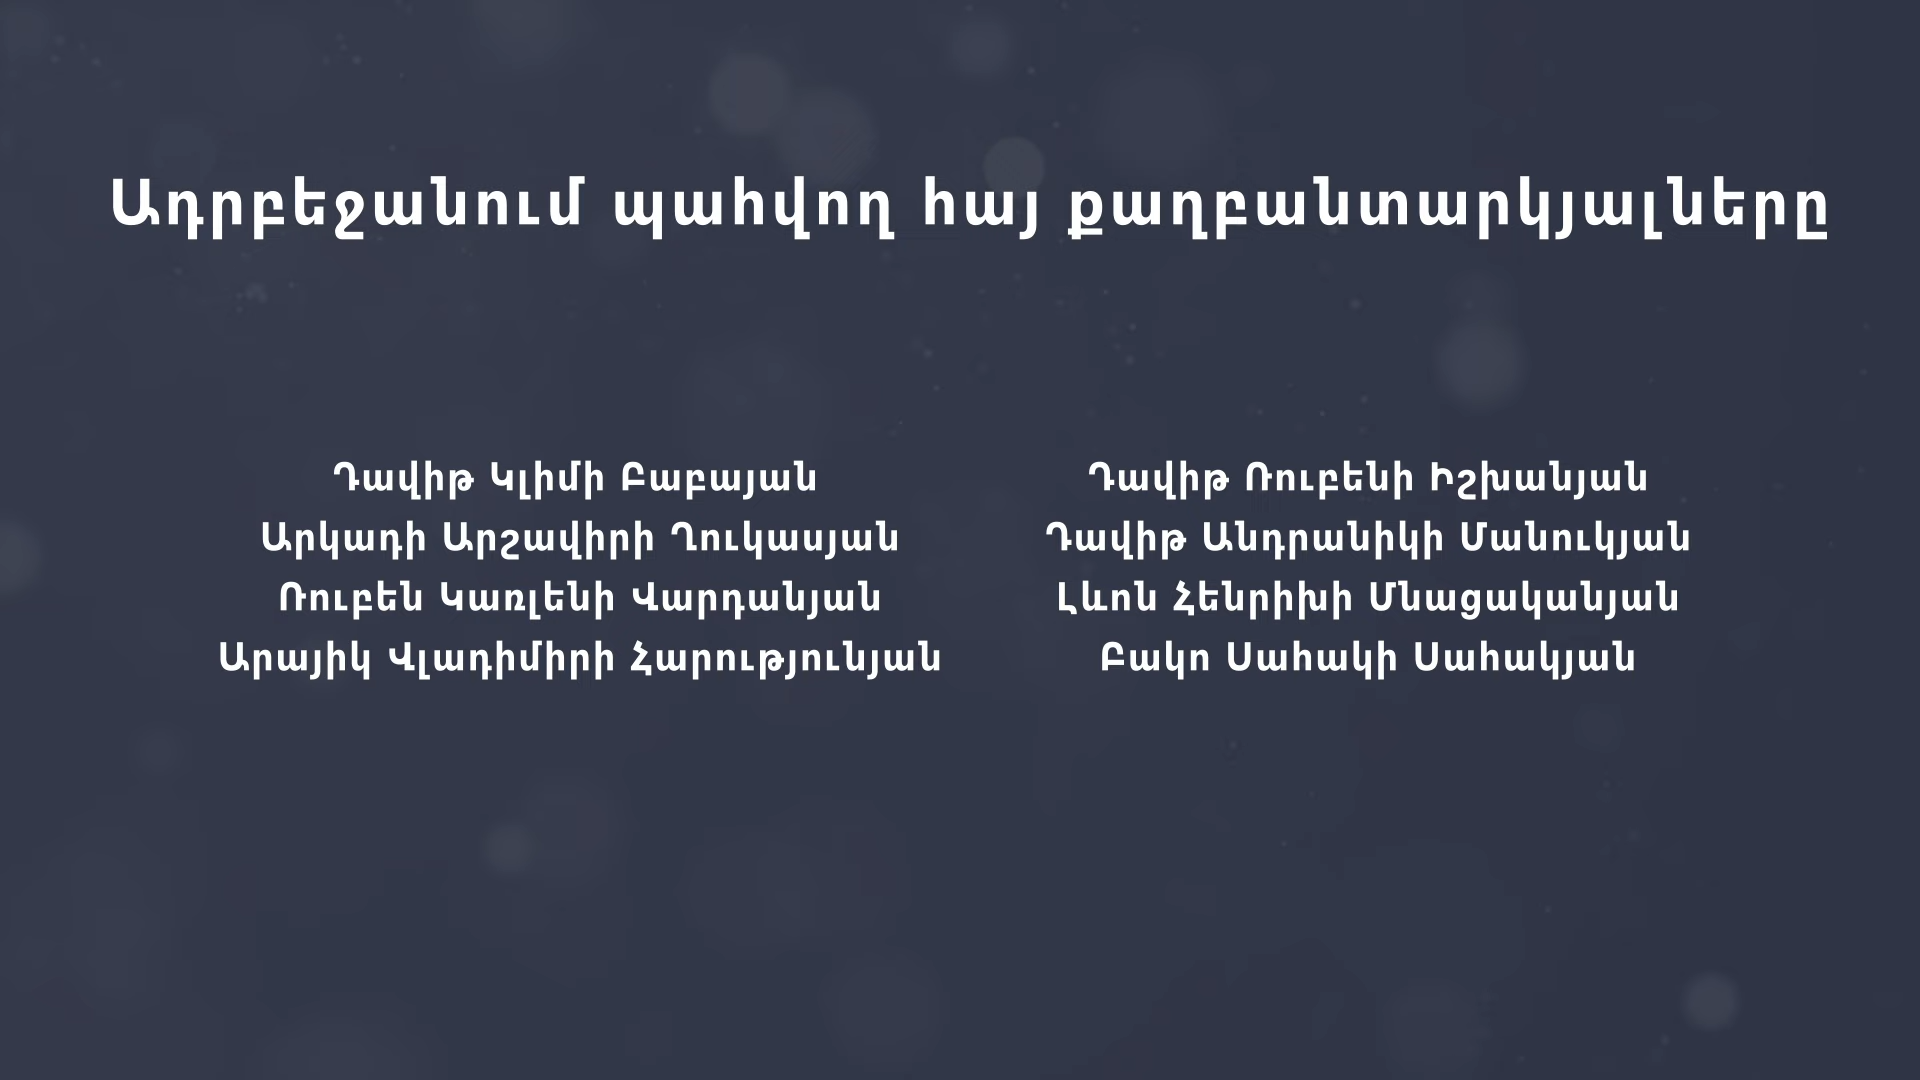 Ադրբեջանում պահվող հայ քաղբանտարկյալները
Դավիթ Կլիմի Բաբայան
Արկադի Արշավիրի Ղուկասյան
Ռուբեն Կառլենի Վարդանյան
Արայիկ Վլադիմիրի Հարությունյան
Դավիթ Ռուբենի Իշխանյան
Դավիթ Անդրանիկի Մանուկյան
Լևոն Հենրիխի Մնացականյան
Բակո Սահակի Սահակյան